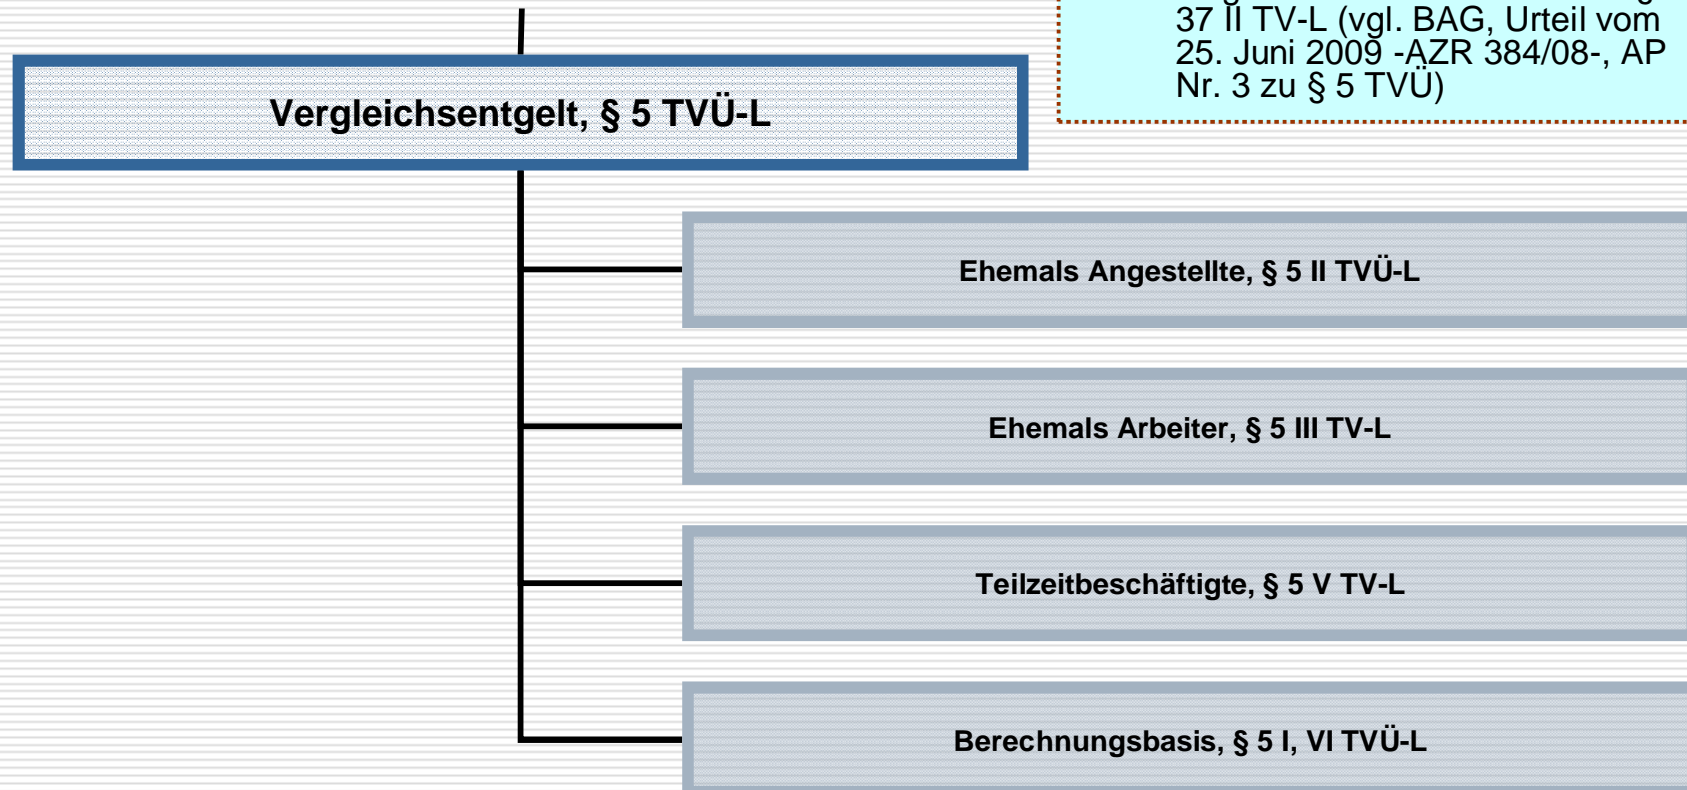 37 II TV-L (vgl. BAG, Urteil vom
25. Juni 2009 -AZR 384/08-, AP
Nr. 3 zu § 5 TVÜ)
Vergleichsentgelt, § 5 TVÜ-L
Ehemals Angestellte, § 5 II TVÜ-L
Ehemals Arbeiter, § 5 III TV-L
Teilzeitbeschäftigte, § 5 V TV-L
Berechnungsbasis, § 5 I, VI TVÜ-L